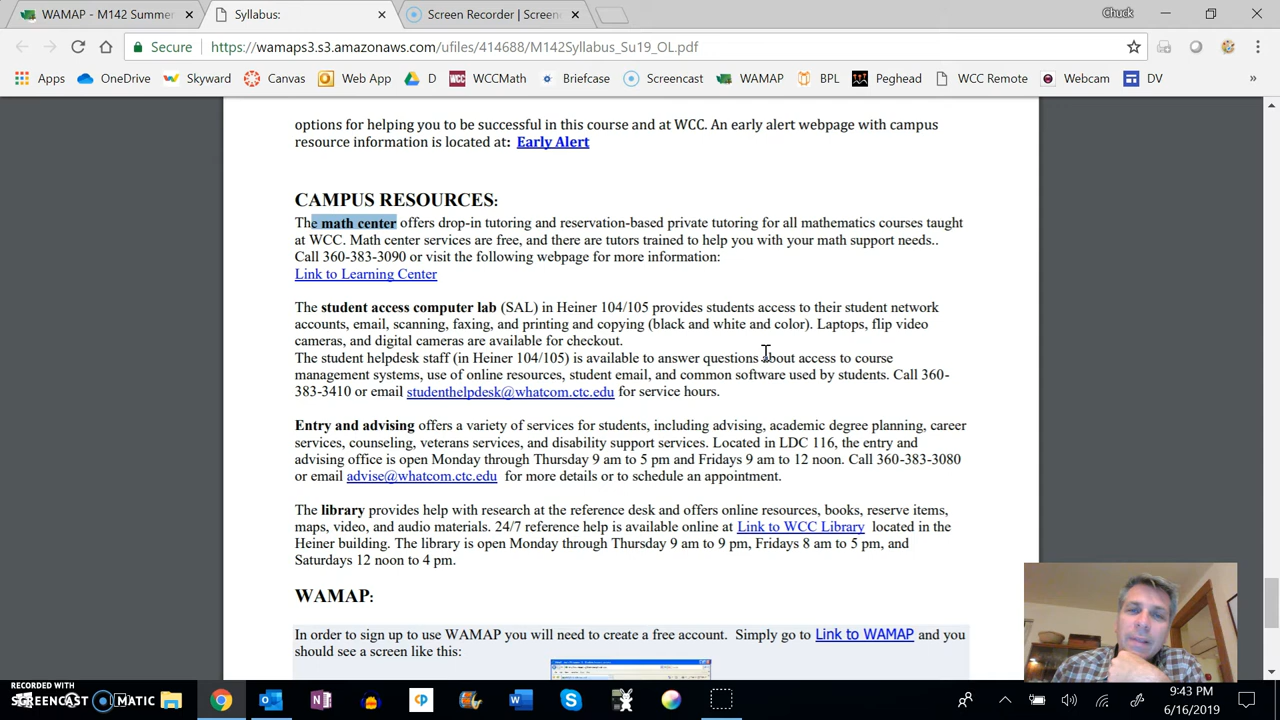 WAMAP - M142 Summer
Syllabus:
Screen Recorder | Screen
Chuck
Secure
https://wamaps3.s3.amazonaws.com/ufiles/414688/M142Syllabus_Su19_OL.pdf
Apps OneDrive Skyward Canvas Web App D WCCMath Briefcase Screencast WAMAP BPL Peghead WCC Remote Webcam DV »
options for helping you to be successful in this course and at WCC. An early alert webpage with campus
resource information is located at: Early Alert
CAMPUS RESOURCES:
The math center offers drop-in tutoring and reservation-based private tutoring for all mathematics courses taught
at WCC. Math center services are free, and there are tutors trained to help you with your math support needs..
Call 360-383-3090 or visit the following webpage for more information:
Link to Learning Center
The student access computer lab (SAL) in Heiner 104/105 provides students access to their student network
accounts, email, scanning, faxing, and printing and copying (black and white and color). Laptops, flip video
cameras, and digital cameras are available for checkout.
The student helpdesk staff (in Heiner 104/105) is available to answer questions about access to course
management systems, use of online resources, student email, and common software used by students. Call 360-
383-3410 or email studenthelpdesk@whatcom.ctc.edu for service hours.
Entry and advising offers a variety of services for students, including advising, academic degree planning, career
services, counseling, veterans services, and disability support services. Located in LDC 116, the entry and
advising office is open Monday through Thursday 9 am to 5 pm and Fridays 9 am to 12 noon. Call 360-383-3080
or email advise@whatcom.ctc.edu for more details or to schedule an appointment.
The library provides help with research at the reference desk and offers online resources, books, reserve items,
maps, video, and audio materials. 24/7 reference help is available online at Link to WCC Library located in the
Heiner building. The library is open Monday through Thursday 9 am to 9 pm, Fridays 8 am to 5 pm, and
Saturdays 12 noon to 4 pm.
WAMAP:
In order to sign up to use WAMAP you will need to create a free account. Simply go to Link to WAMAP and you
should see a screen like this:
RECORDED WITH
SCREENCAST MATIC
9:43 PM
6/16/2019